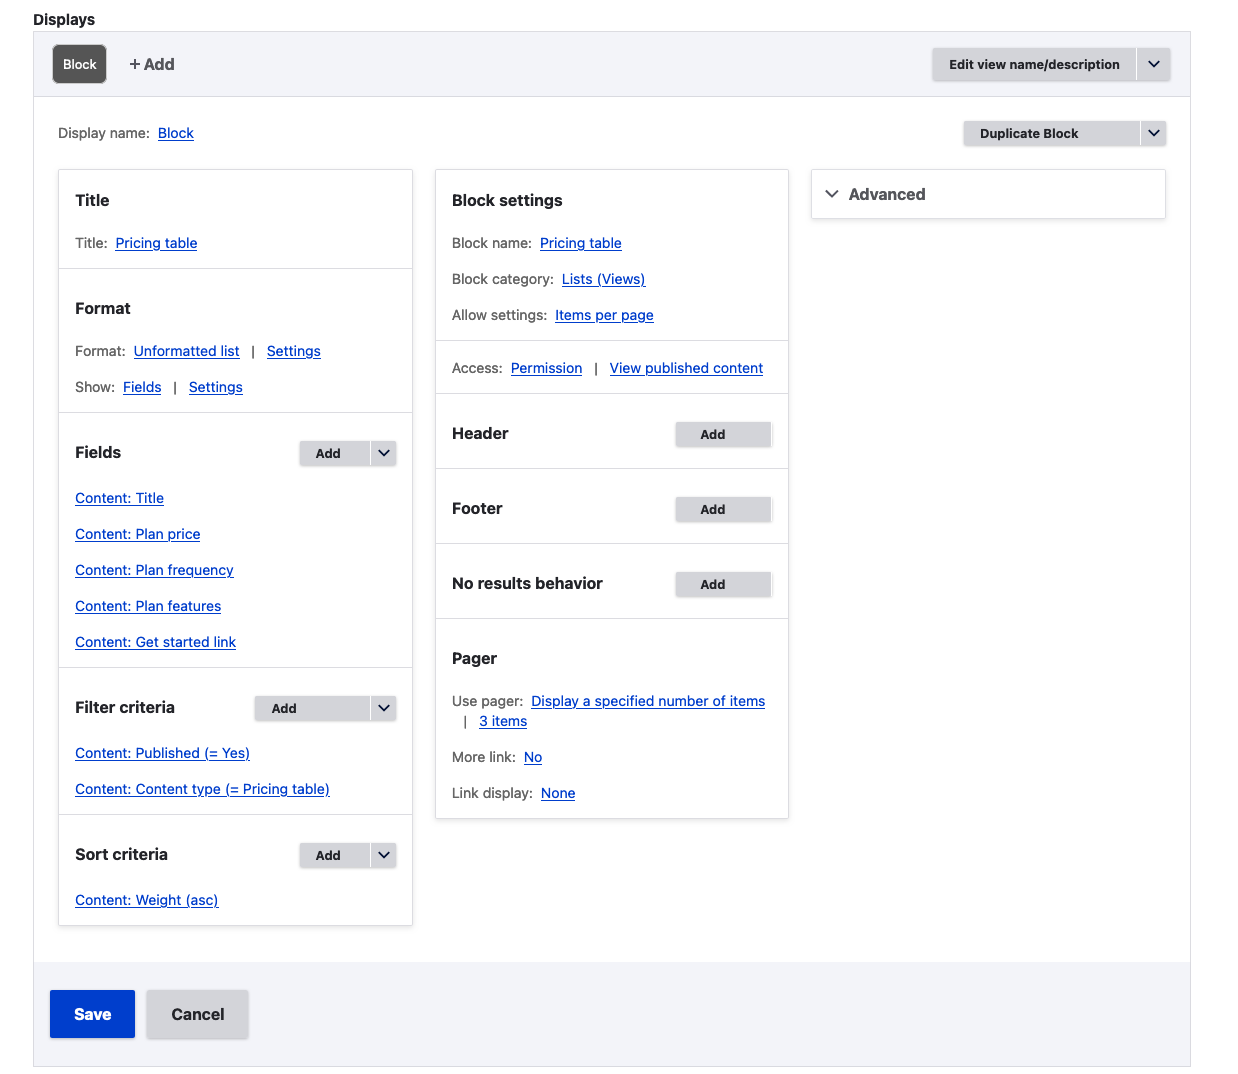 Displays
Block
+ Add
Edit view name/description
Display name: Block
Duplicate Block
Title
Title: Pricing table
Format
Format: Unformatted list | Settings
Show: Fields | Settings
Fields
Add
Content: Title
Content: Plan price
Content: Plan frequency
Content: Plan features
Content: Get started link
Filter criteria
Add
Content: Published (= Yes)
Content: Content type (= Pricing table)
Sort criteria
Add
Content: Weight (asc)
Block settings
Block name: Pricing table
Block category: Lists (Views)
Allow settings: Items per page
Access: Permission | View published content
Header
Add
Footer
Add
No results behavior
Add
Pager
Use pager: Display a specified number of items
| 3 items
More link: No
Link display: None
Advanced
Save
Cancel